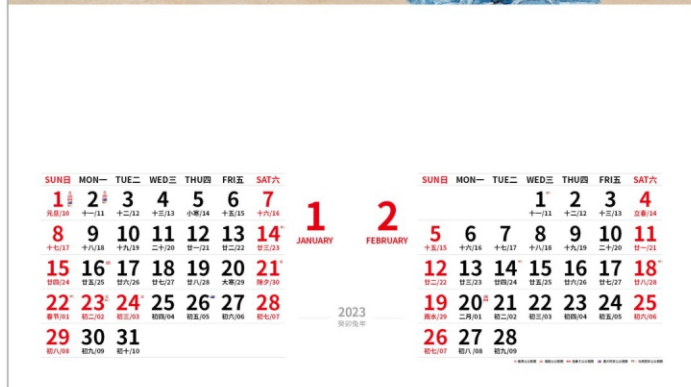 SUN日 MON一 TUE二 WED三 THU四 FRI五 SAT六
1 2 3 4 5 6 7
元旦/10 十一/11 十二/12 十三/13 小寒/14 十五/15 十六/16
8 9 10 11 12 13 14
十七/17 十八/18 十九/19 二十/20 廿一/21 廿二/22 廿三/23
15 16 17 18 19 20 21
廿四/24 廿五/25 廿六/26 廿七/27 廿八/28 大寒/29 除夕/30
22 23 24 25 26 27 28
春节/01 初二/02 初三/03 初四/04 初五/05 初六/06 初七/07
29 30 31
初八/08 初九/09 初十/10
1
JANUARY
2
FEBRUARY
2023
癸卯兔年
SUN日 MON一 TUE二 WED三 THU四 FRI五 SAT六
1 2 3 4
十一/11 十二/12 十三/13 立春/14
5 6 7 8 9 10 11
十五/15 十六/16 十七/17 十八/18 十九/19 二十/20 廿一/21
12 13 14 15 16 17 18
廿二/22 廿三/23 廿四/24 廿五/25 廿六/26 廿七/27 廿八/28
19 20 21 22 23 24 25
雨水/29 二月/01 初二/02 初三/03 初四/04 初五/05 初六/06
26 27 28
初七/07 初八/08 初九/09